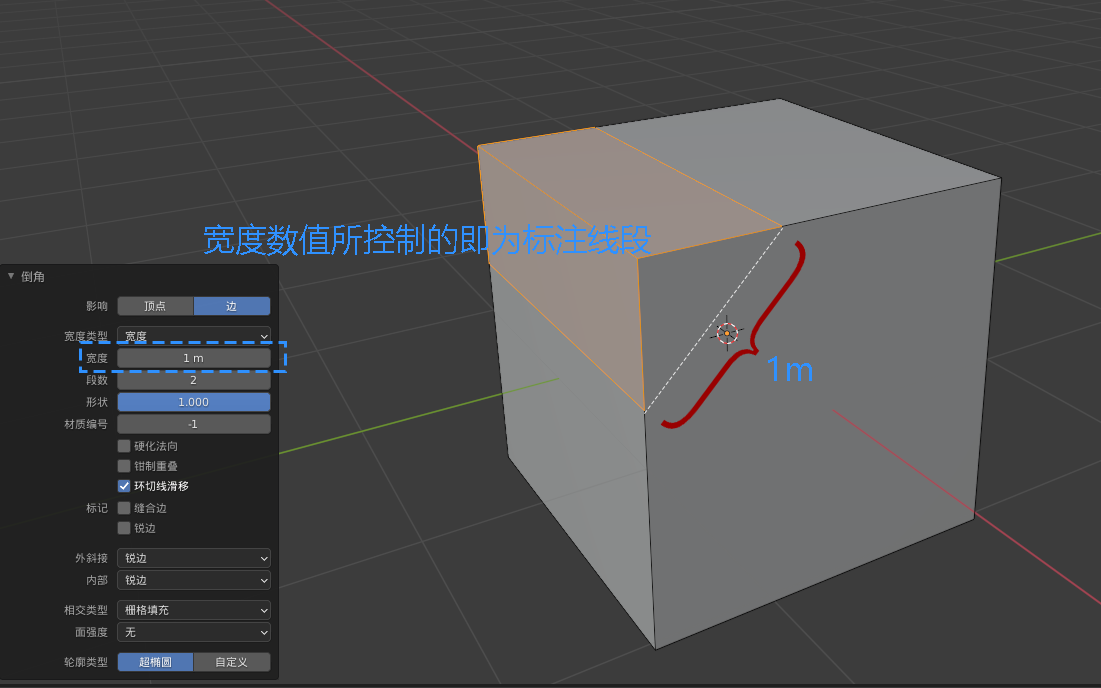 宽度数值所控制的即为标注线段
倒角
影响 顶点 边
宽度类型 宽度
宽度 1 m
段数 2
形状 1.000
材质编号 -1
硬化法向
钳制重叠
环切线滑移
标记 缝合边
锐边
外斜接 锐边
内部 锐边
相交类型 栅格填充
面强度 无
轮廓类型 超椭圆 自定义
1m